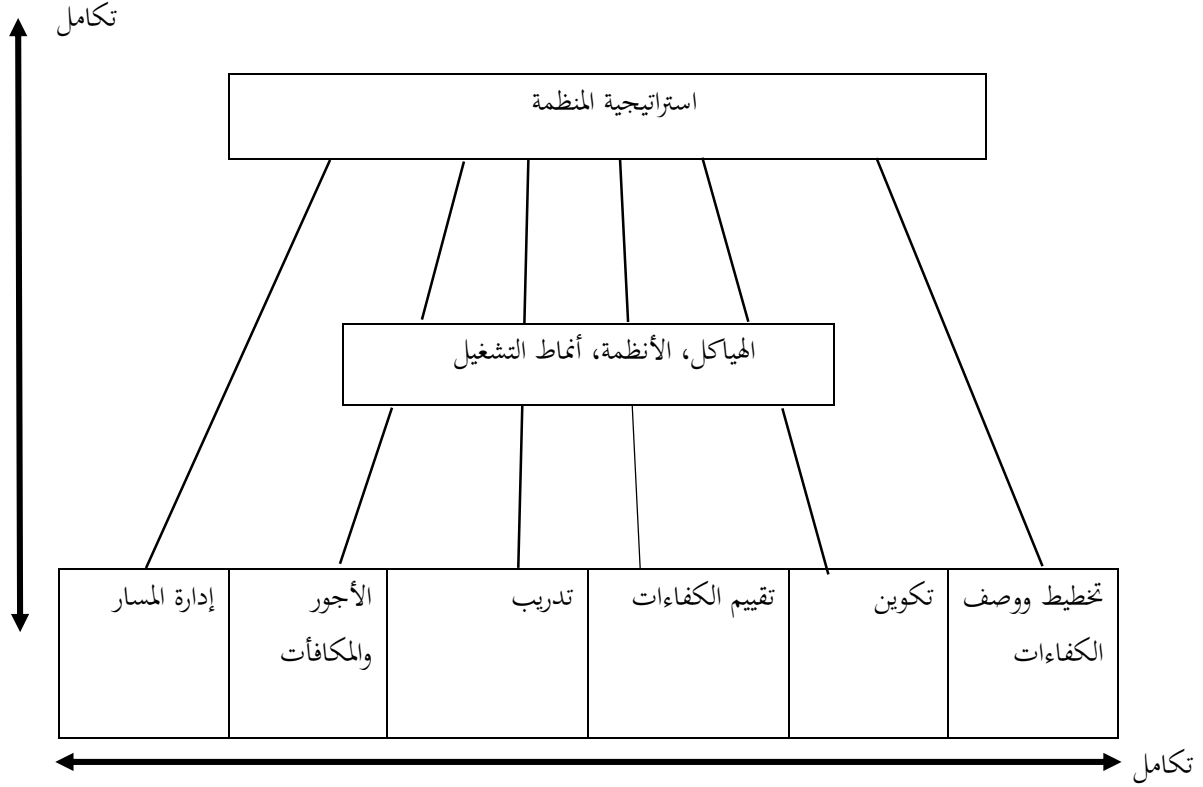 تكامل
استراتيجية المنظمة
الهياكل، الأنظمة، أنماط التشغيل
تخطيط ووصف
الكفاءات
تكوين
تقييم الكفاءات
تدريب
الأجور
والمكافأت
إدارة المسار
تكامل